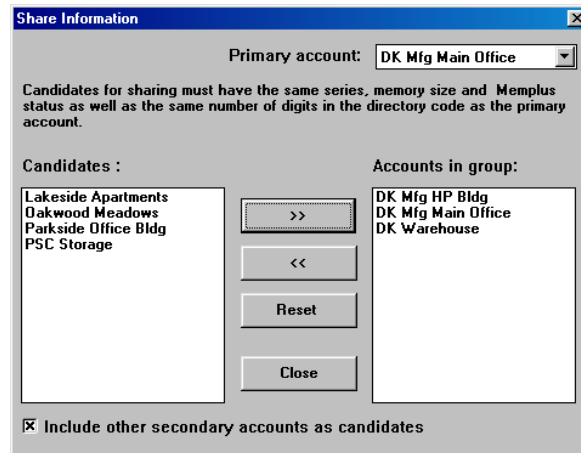 Share Information
Primary account: DK Mfg Main Office
Candidates for sharing must have the same series, memory size and Memplus
status as well as the same number of digits in the directory code as the primary
account.
Candidates :
Lakeside Apartments
Oakwood Meadows
Parkside Office Bldg
PSC Storage
>>
<<
Reset
Close
Accounts in group:
DK Mfg HP Bldg
DK Mfg Main Office
DK Warehouse
Include other secondary accounts as candidates